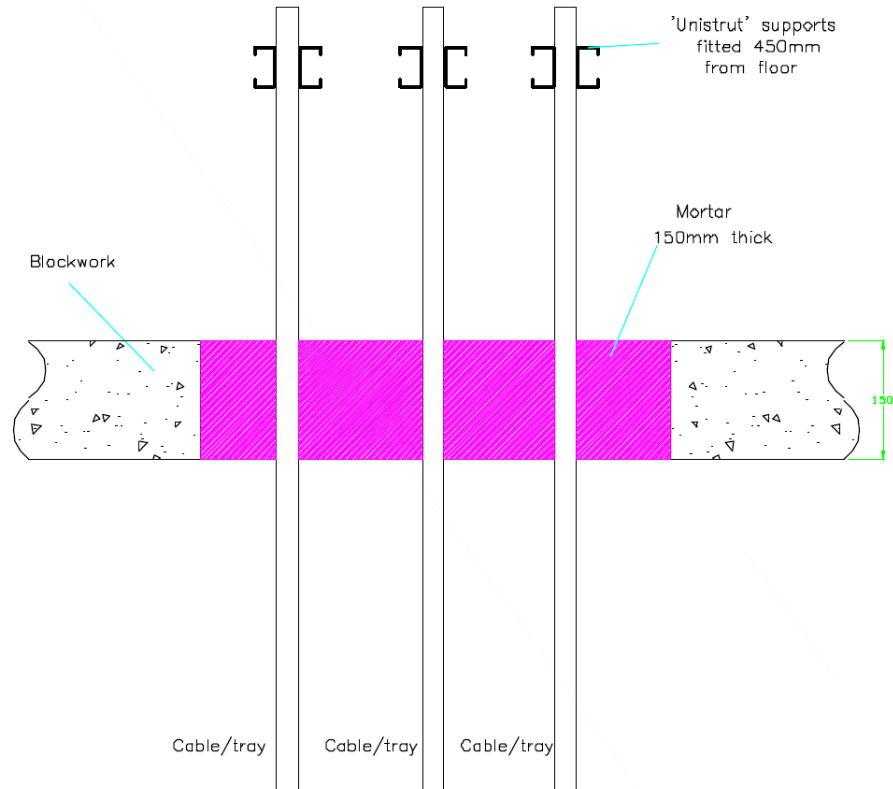 'Unistrut' supports
fitted 450mm
from floor
Mortar
150mm thick
Blockwork
150
Cable/tray
Cable/tray
Cable/tray